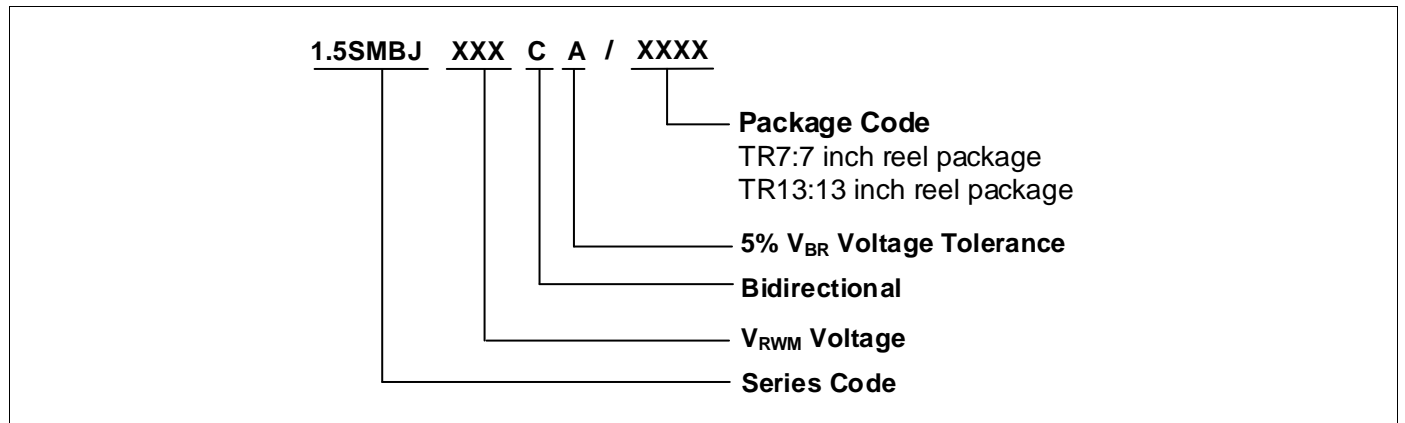 1.5SMBJ XXX C A / XXXX
Package Code
TR7:7 inch reel package
TR13:13 inch reel package
5% VBR Voltage Tolerance
Bidirectional
VRWM Voltage
Series Code